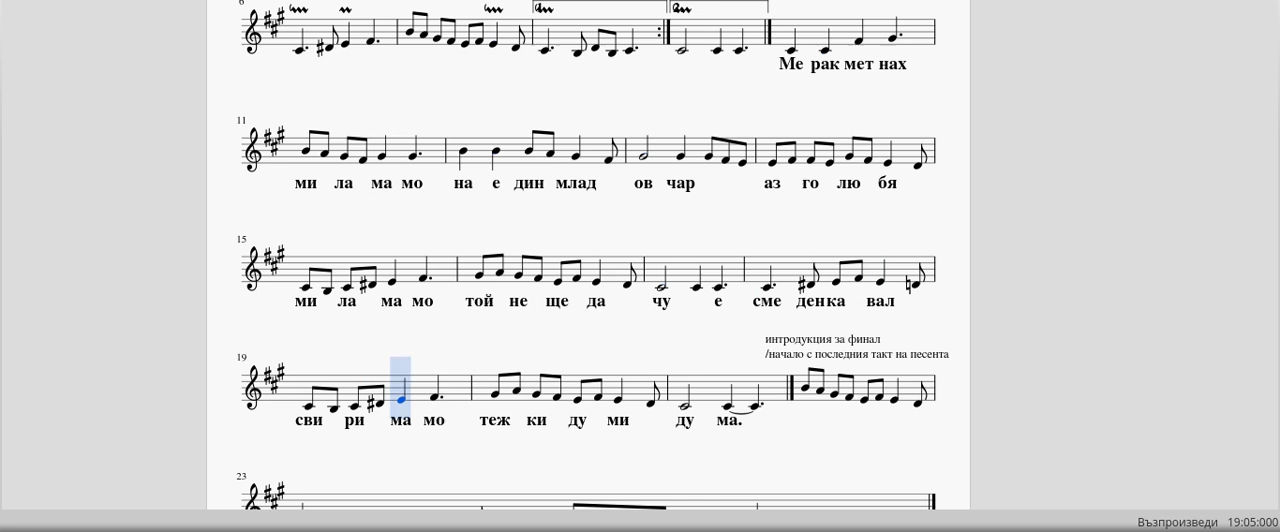 6
1.
2.
Ме рак мет нах
11
ми ла ма мо на е дин млад ов чар аз го лю бя
15
ми ла ма мо той не ще да чу е сме ден ка вал
интродукция за финал
/начало с последния такт на песента
19
сви ри ма мо теж ки ду ми ду ма.
23
Възпроизведи 19:05:000